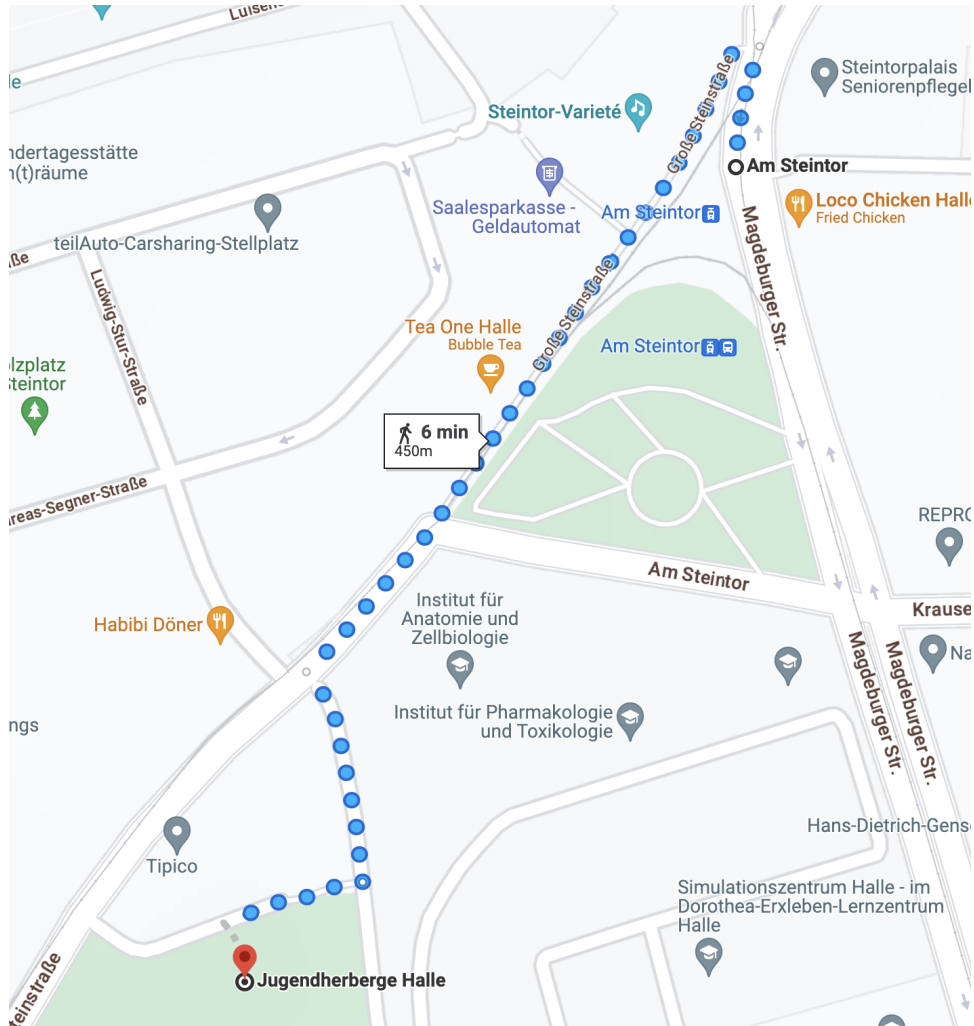 Luisens
Steintorpalais
Seniorenpflegeh
le
Steintor-Varieté
Große Steinstraße
ndertagesstätte
n(t)räume
Am Steintor
Saalesparkasse -
Geldautomat
Am Steintor
Loco Chicken Halle
Fried Chicken
teilAuto-Carsharing-Stellplatz
ße
Ludwig-Stur-Straße
Magdeburger Str.
Große Steinstraße
Tea One Halle
Bubble Tea
Am Steintor
olzplatz
Steintor
6 min
450m
reas-Segner-Straße
REPRO
Am Steintor
Institut für
Anatomie und
Zellbiologie
Krause
Habibi Döner
Na
Magdeburger Str.
Magdeburger Str.
Institut für Pharmakologie
und Toxikologie
ngs
Hans-Dietrich-Gens
Tipico
Simulationszentrum Halle - im
Dorothea-Erxleben-Lernzentrum
Halle
Jugendherberge Halle
teinstraße